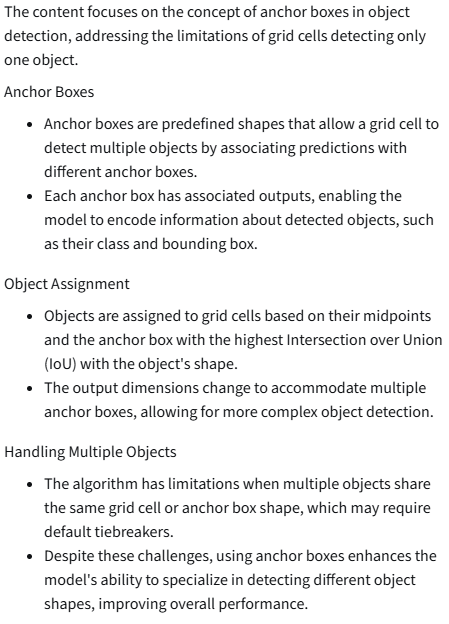 The content focuses on the concept of anchor boxes in object
detection, addressing the limitations of grid cells detecting only
one object.
Anchor Boxes
• Anchor boxes are predefined shapes that allow a grid cell to
detect multiple objects by associating predictions with
different anchor boxes.
• Each anchor box has associated outputs, enabling the
model to encode information about detected objects, such
as their class and bounding box.
Object Assignment
• Objects are assigned to grid cells based on their midpoints
and the anchor box with the highest Intersection over Union
(IoU) with the object's shape.
• The output dimensions change to accommodate multiple
anchor boxes, allowing for more complex object detection.
Handling Multiple Objects
• The algorithm has limitations when multiple objects share
the same grid cell or anchor box shape, which may require
default tiebreakers.
• Despite these challenges, using anchor boxes enhances the
model's ability to specialize in detecting different object
shapes, improving overall performance.